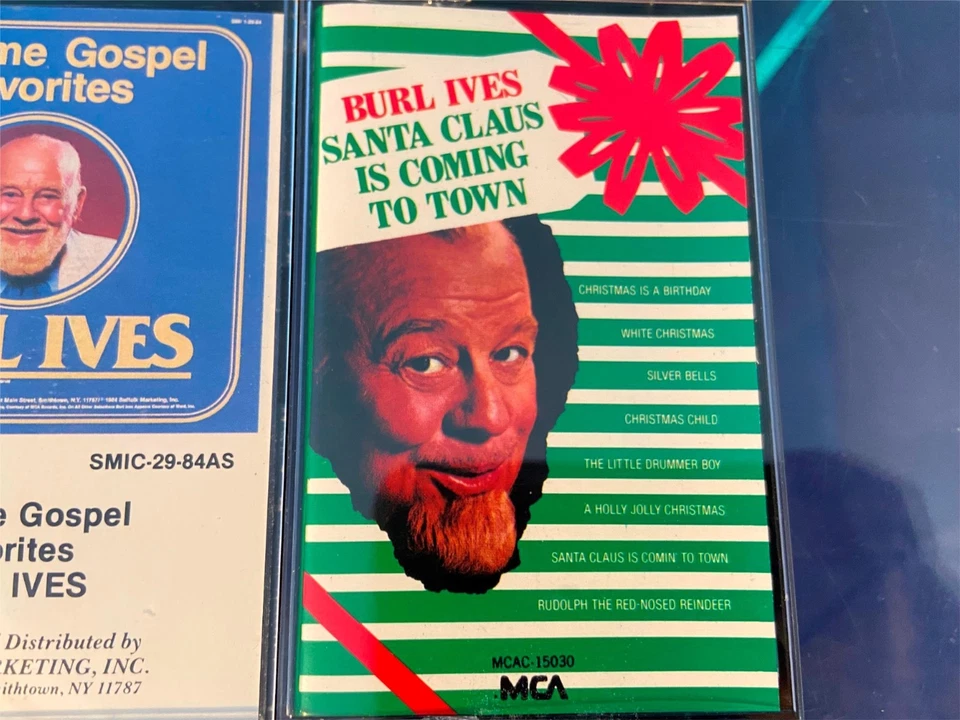 me Gospel
vorites
L IVES
SMIC-29-84AS
e Gospel
rites
IVES
Distributed by
RKETING, INC.
ithtown, NY 11787
BURL IVES
SANTA CLAUS
IS COMING
TO TOWN
CHRISTMAS IS A BIRTHDAY
WHITE CHRISTMAS
SILVER BELLS
CHRISTMAS CHILD
THE LITTLE DRUMMER BOY
A HOLLY JOLLY CHRISTMAS
SANTA CLAUS IS COMIN' TO TOWN
RUDOLPH THE RED-NOSED REINDEER
MCAC-15030
MCA